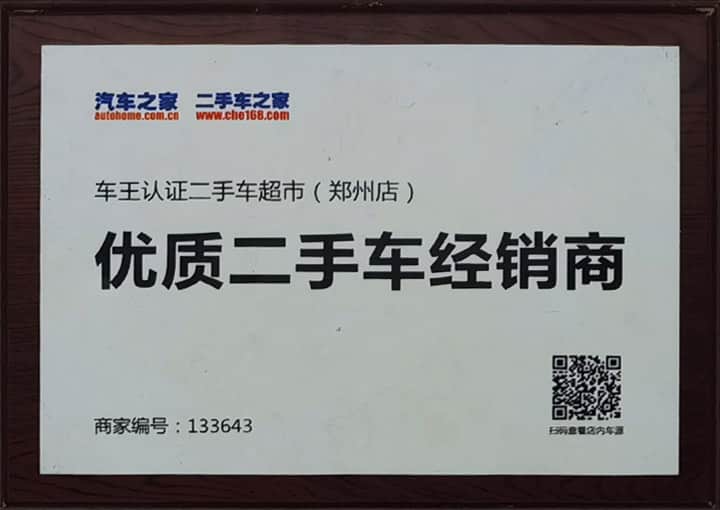 汽车之家 二手车之家
autohome.com.cn www.che168.com
车王认证二手车超市（郑州店）
优质二手车经销商
商家编号：133643
扫码查看店内车源